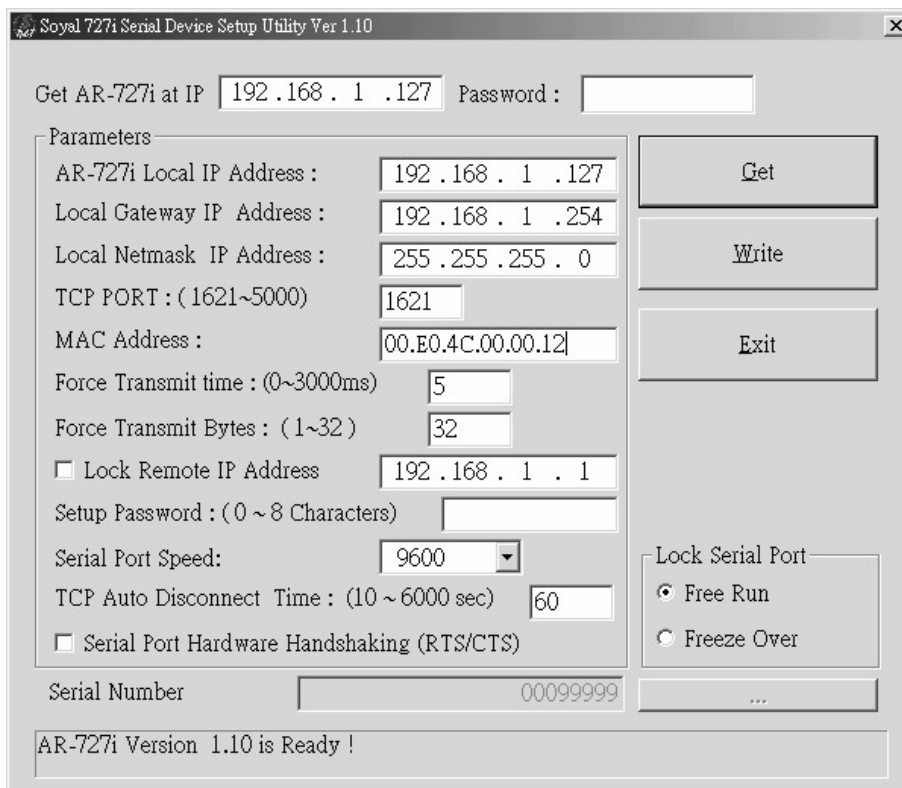 Soyal 727i Serial Device Setup Utility Ver 1.10
Get AR-727i at IP 192.168.1.127 Password :
Parameters
AR-727i Local IP Address : 192.168.1.127
Local Gateway IP Address : 192.168.1.254
Local Netmask IP Address : 255.255.255.0
TCP PORT : ( 1621~5000) 1621
MAC Address : 00.E0.4C.00.00.12
Force Transmit time : (0~3000ms) 5
Force Transmit Bytes : ( 1~32 ) 32
Lock Remote IP Address 192.168.1.1
Setup Password : ( 0 ~ 8 Characters)
Serial Port Speed: 9600
TCP Auto Disconnect Time : (10 ~ 6000 sec) 60
Serial Port Hardware Handshaking (RTS/CTS)
Get
Write
Exit
Lock Serial Port
Free Run
Freeze Over
Serial Number 00099999
...
AR-727i Version 1.10 is Ready !